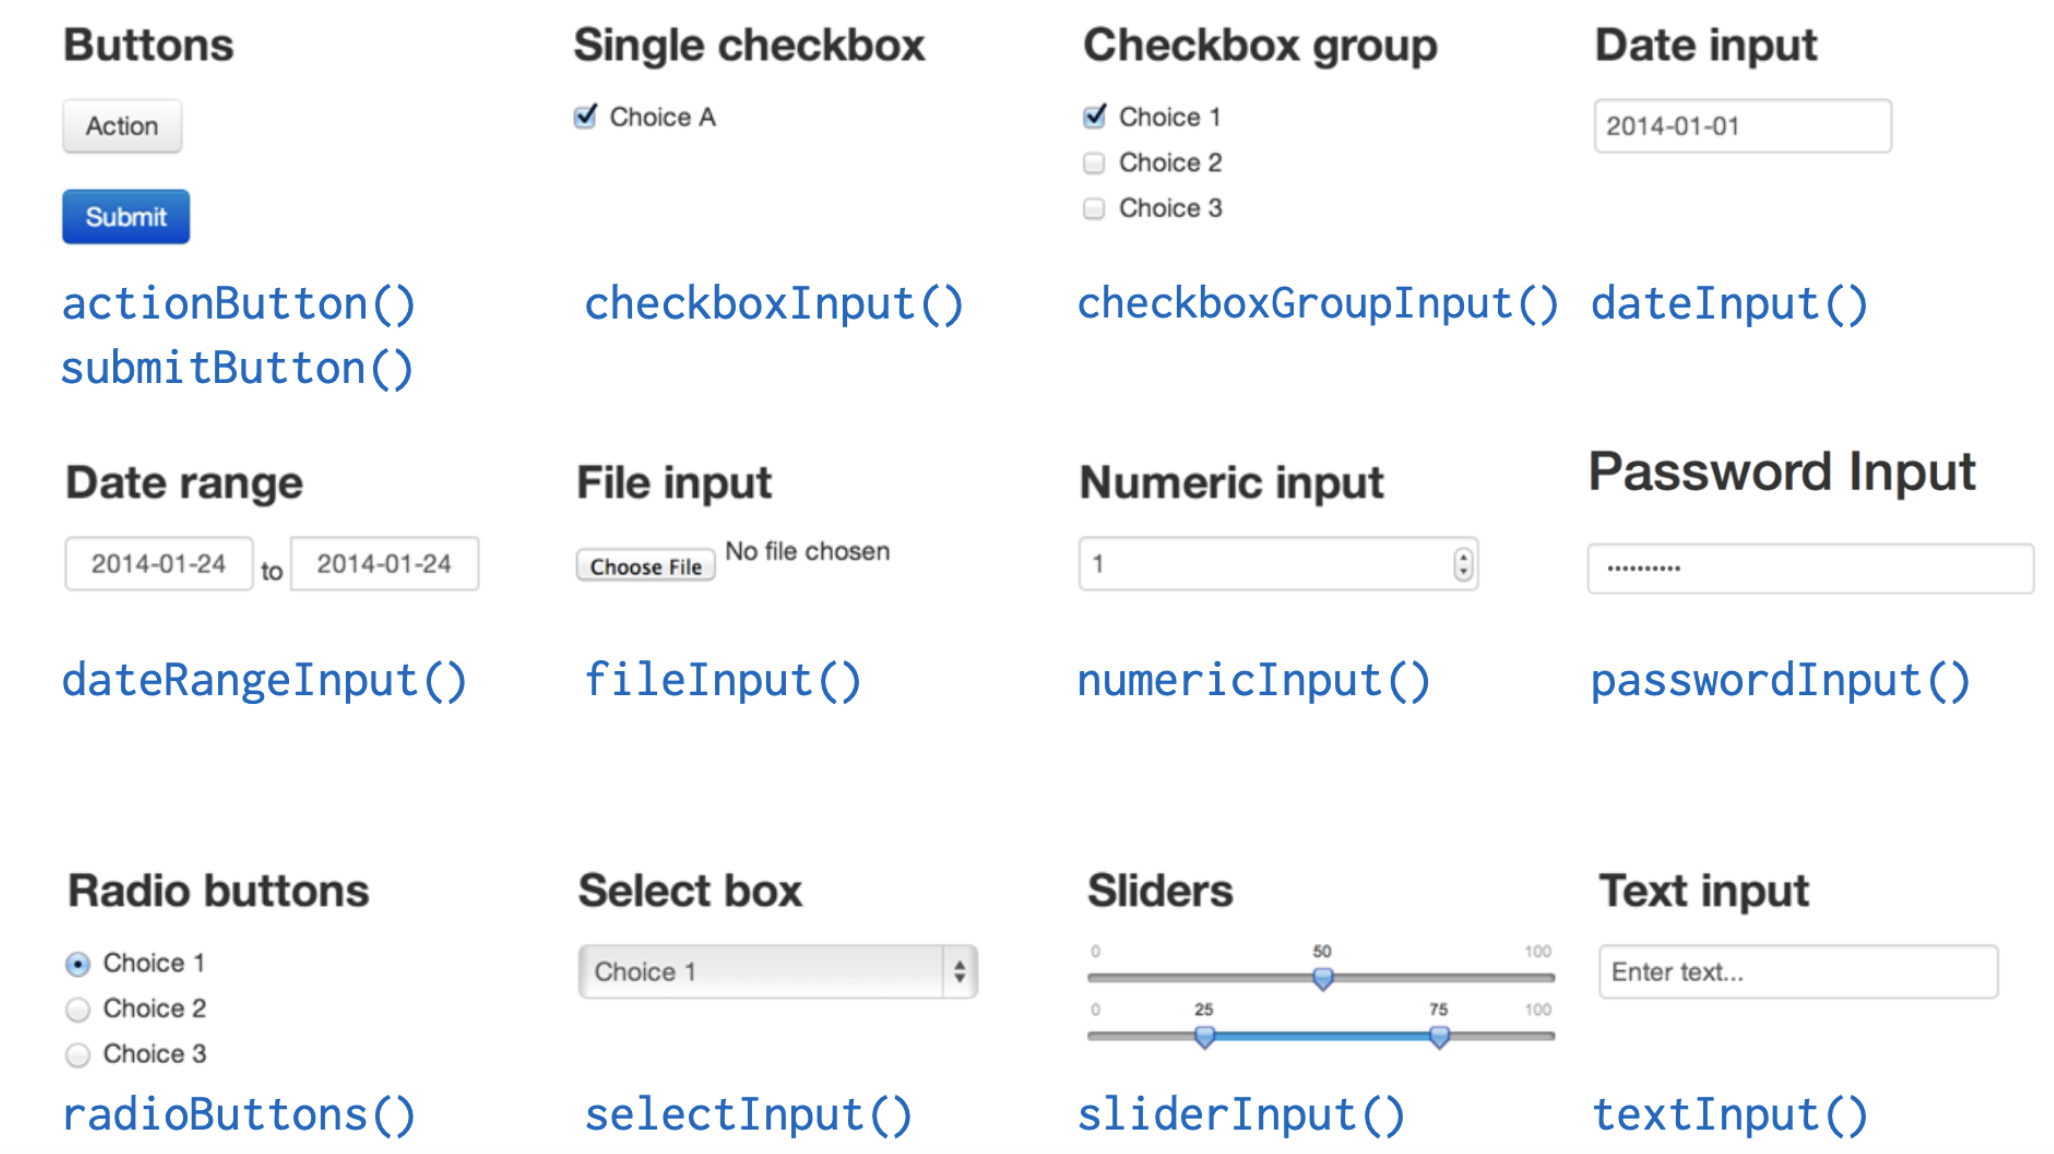 Buttons
Action
Submit
actionButton()
submitButton()
Single checkbox
Choice A
checkboxInput()
Checkbox group
Choice 1
Choice 2
Choice 3
checkboxGroupInput()
Date input
2014-01-01
dateInput()
Date range
2014-01-24 to 2014-01-24
dateRangeInput()
File input
Choose File No file chosen
fileInput()
Numeric input
1
numericInput()
Password Input
••••••••••
passwordInput()
Radio buttons
Choice 1
Choice 2
Choice 3
radioButtons()
Select box
Choice 1
selectInput()
Sliders
0 50 100
0 25 75 100
sliderInput()
Text input
Enter text...
textInput()